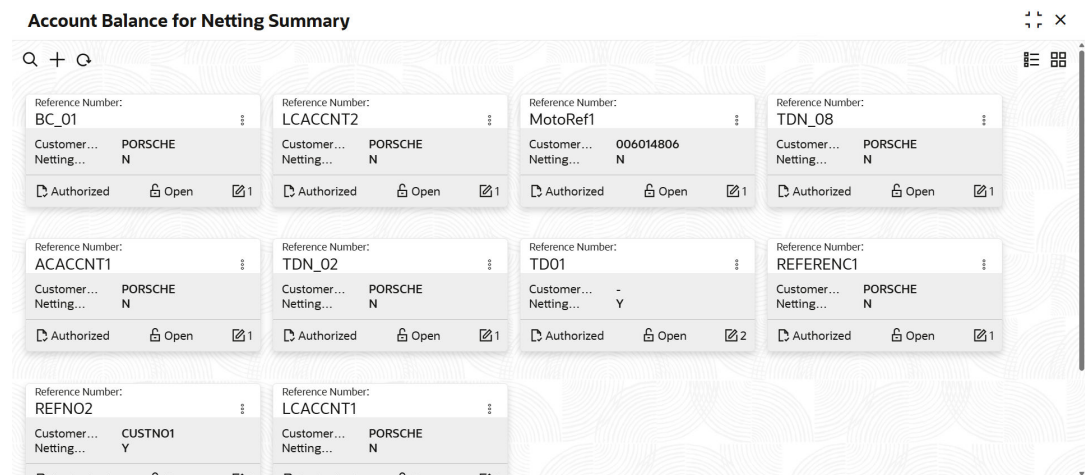 Account Balance for Netting Summary
Reference Number: Reference Number: Reference Number: Reference Number:
BC_01 LCACCNT2 MotoRef1 TDN_08
Customer... PORSCHE Customer... PORSCHE Customer... 006014806 Customer... PORSCHE
Netting... N Netting... N Netting... N Netting... N
Authorized Open 1 Authorized Open 1 Authorized Open 1 Authorized Open 1
Reference Number: Reference Number: Reference Number: Reference Number:
ACACCNT1 TDN_02 TD01 REFERENC1
Customer... PORSCHE Customer... PORSCHE Customer... - Customer... PORSCHE
Netting... N Netting... N Netting... Y Netting... N
Authorized Open 1 Authorized Open 1 Authorized Open 2 Authorized Open 1
Reference Number: Reference Number:
REFNO2 LCACCNT1
Customer... CUSTNO1 Customer... PORSCHE
Netting... Y Netting... N